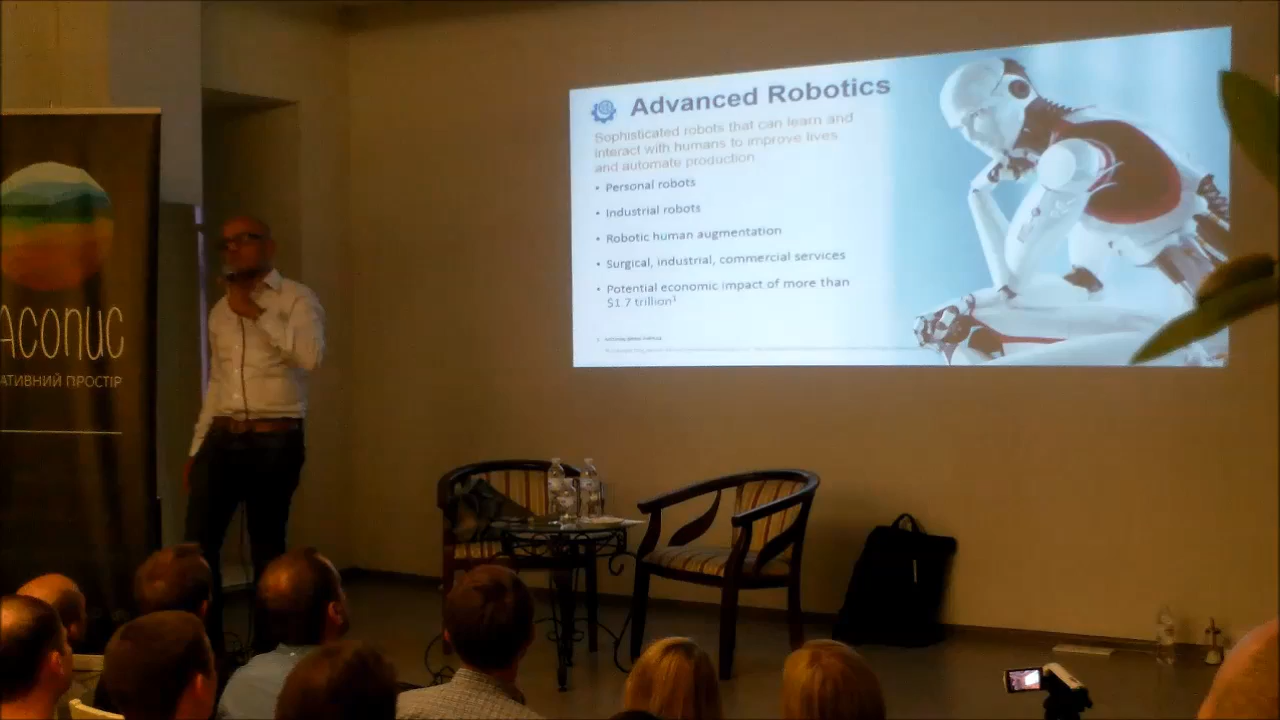 Advanced Robotics
Sophisticated robots that can learn and
interact with humans to improve lives
and automate production
• Personal robots
• Industrial robots
• Robotic human augmentation
• Surgical, industrial, commercial services
• Potential economic impact of more than
$1.7 trillion¹
Ʌсопис
АТИВНИЙ ПРОСТІР